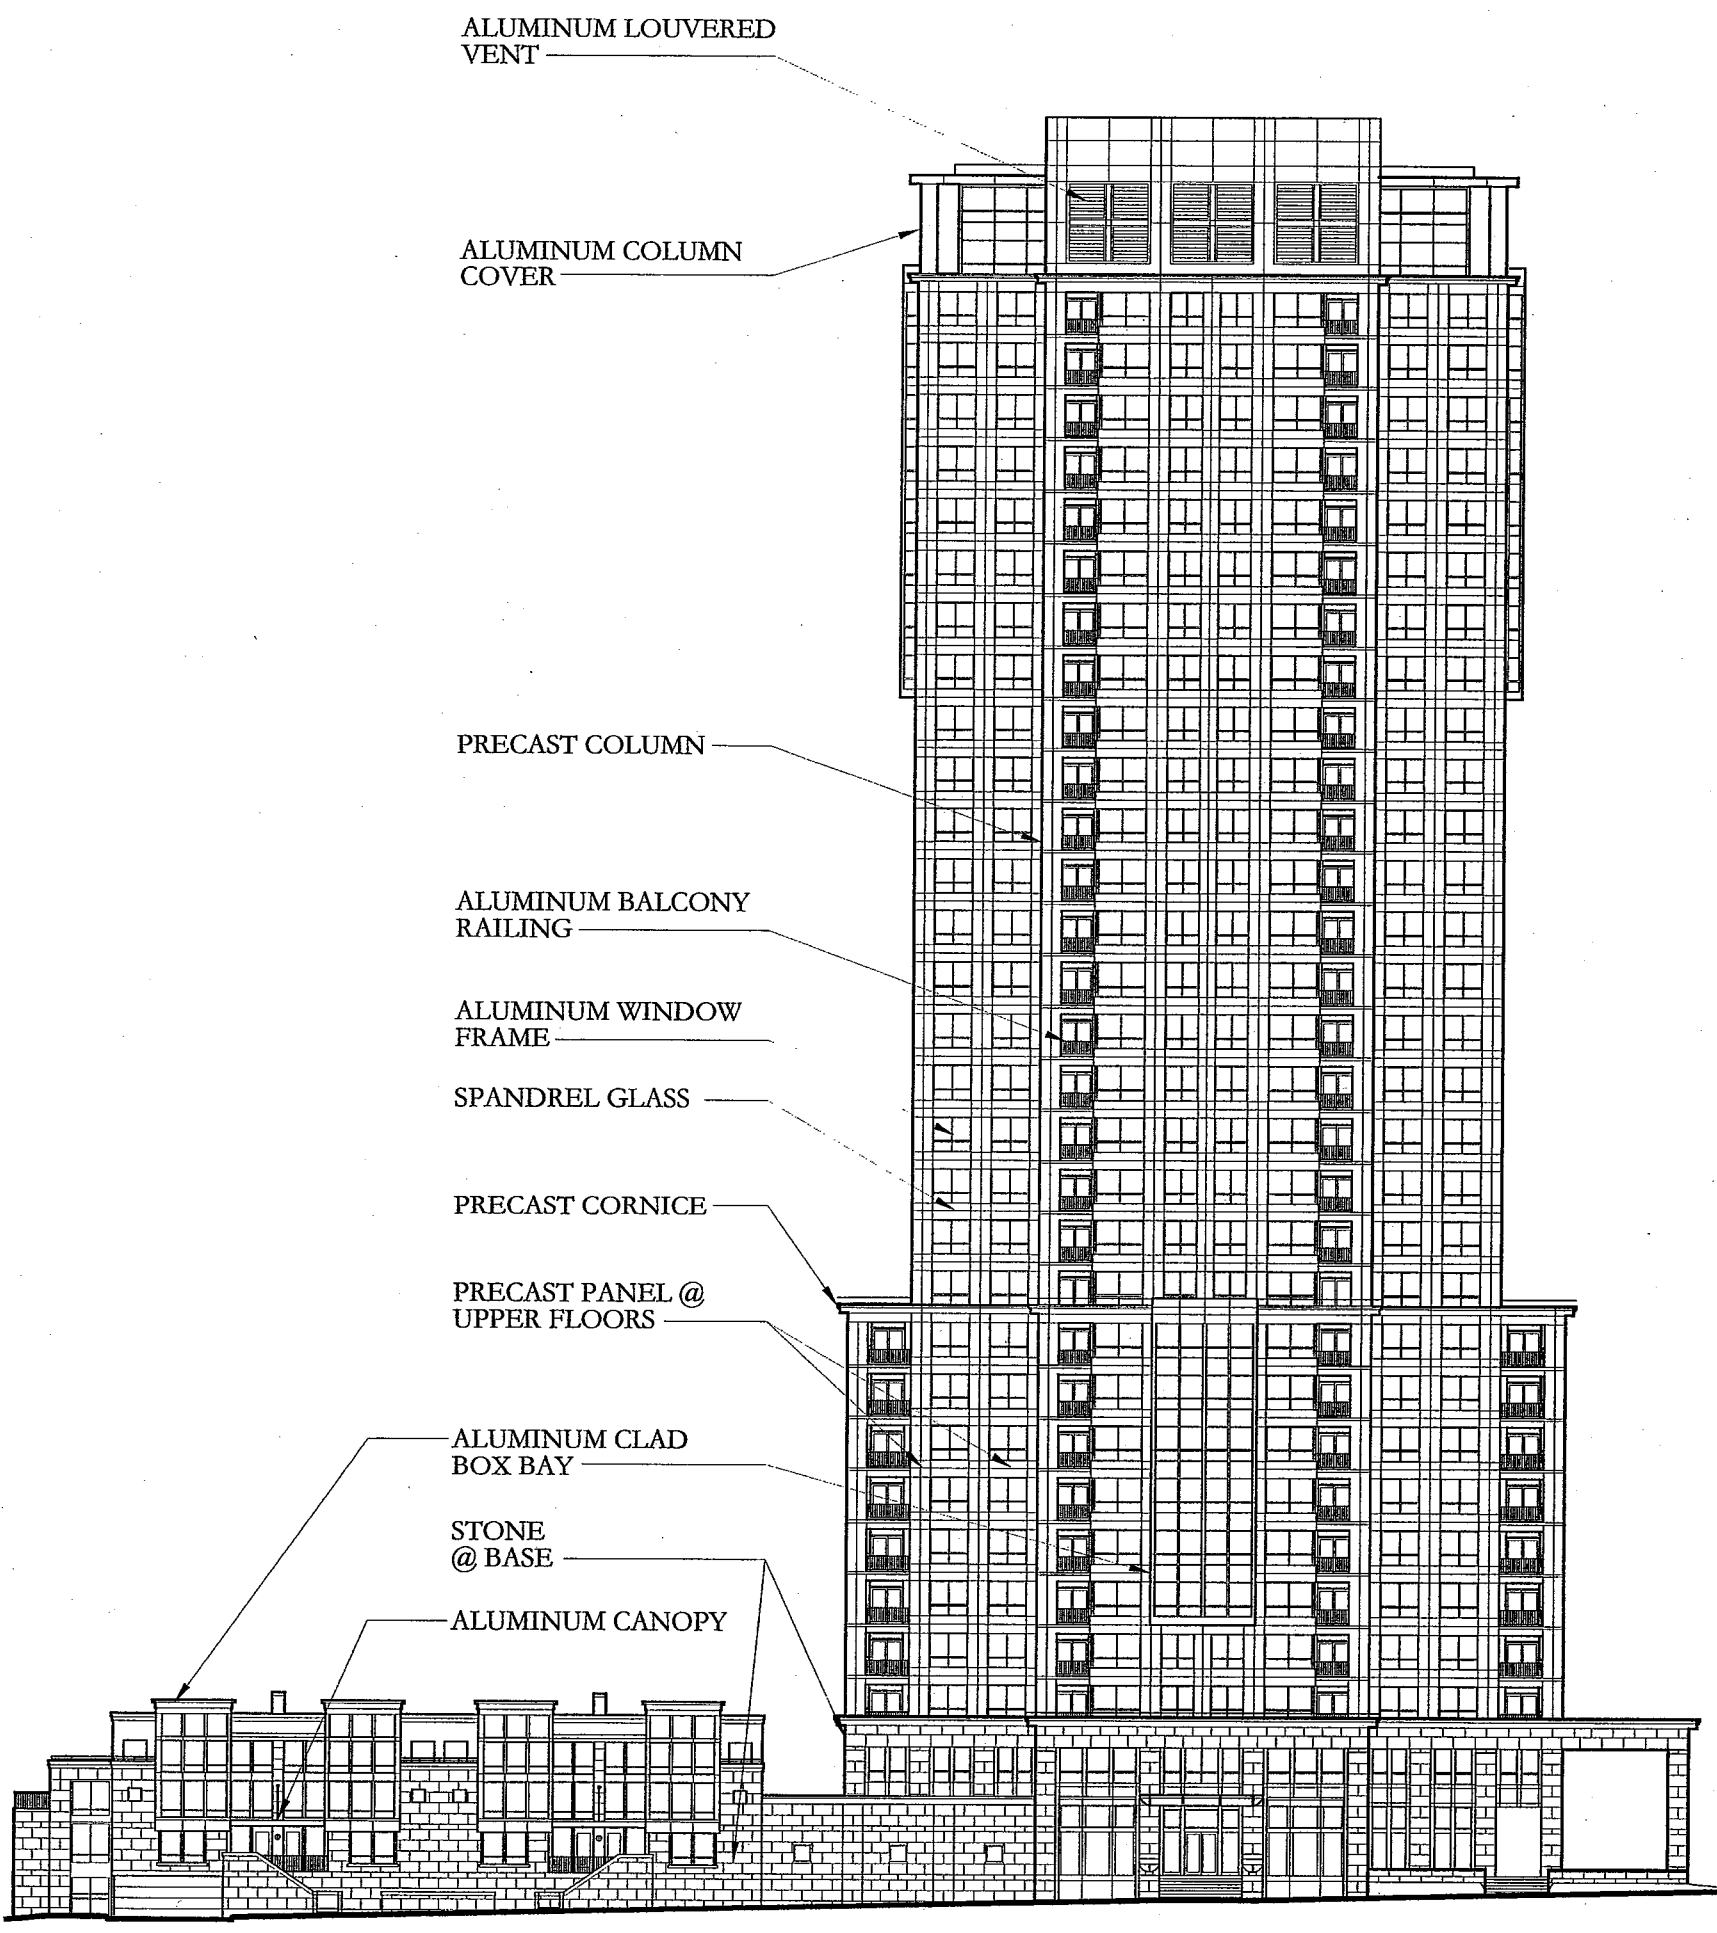 ALUMINUM LOUVERED
VENT
ALUMINUM COLUMN
COVER
PRECAST COLUMN
ALUMINUM BALCONY
RAILING
ALUMINUM WINDOW
FRAME
SPANDREL GLASS
PRECAST CORNICE
PRECAST PANEL @
UPPER FLOORS
ALUMINUM CLAD
BOX BAY
STONE
@ BASE
ALUMINUM CANOPY